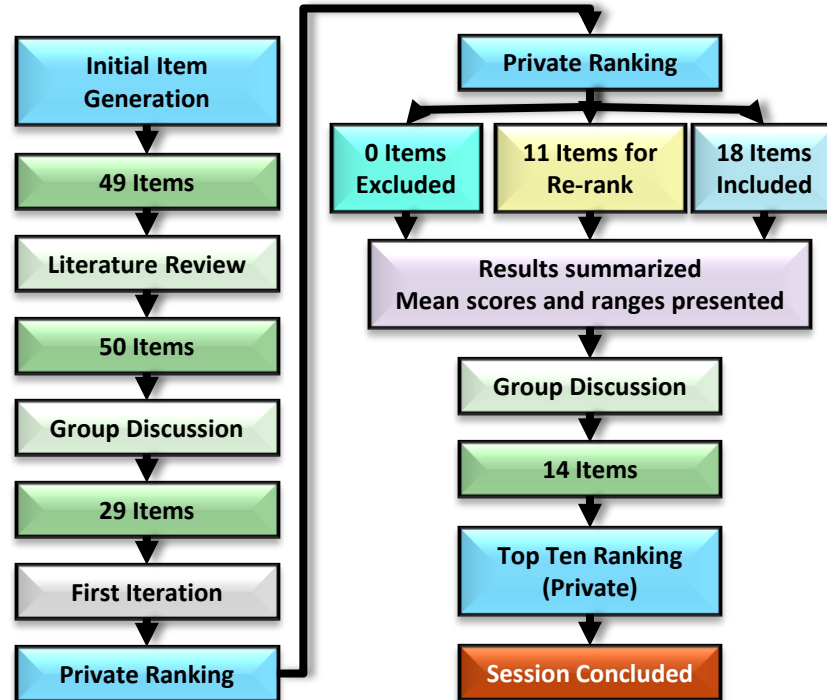 Initial Item
Generation
49 Items
Literature Review
50 Items
Group Discussion
29 Items
First Iteration
Private Ranking
Private Ranking
0 Items
Excluded
11 Items for
Re-rank
18 Items
Included
Results summarized
Mean scores and ranges presented
Group Discussion
14 Items
Top Ten Ranking
(Private)
Session Concluded